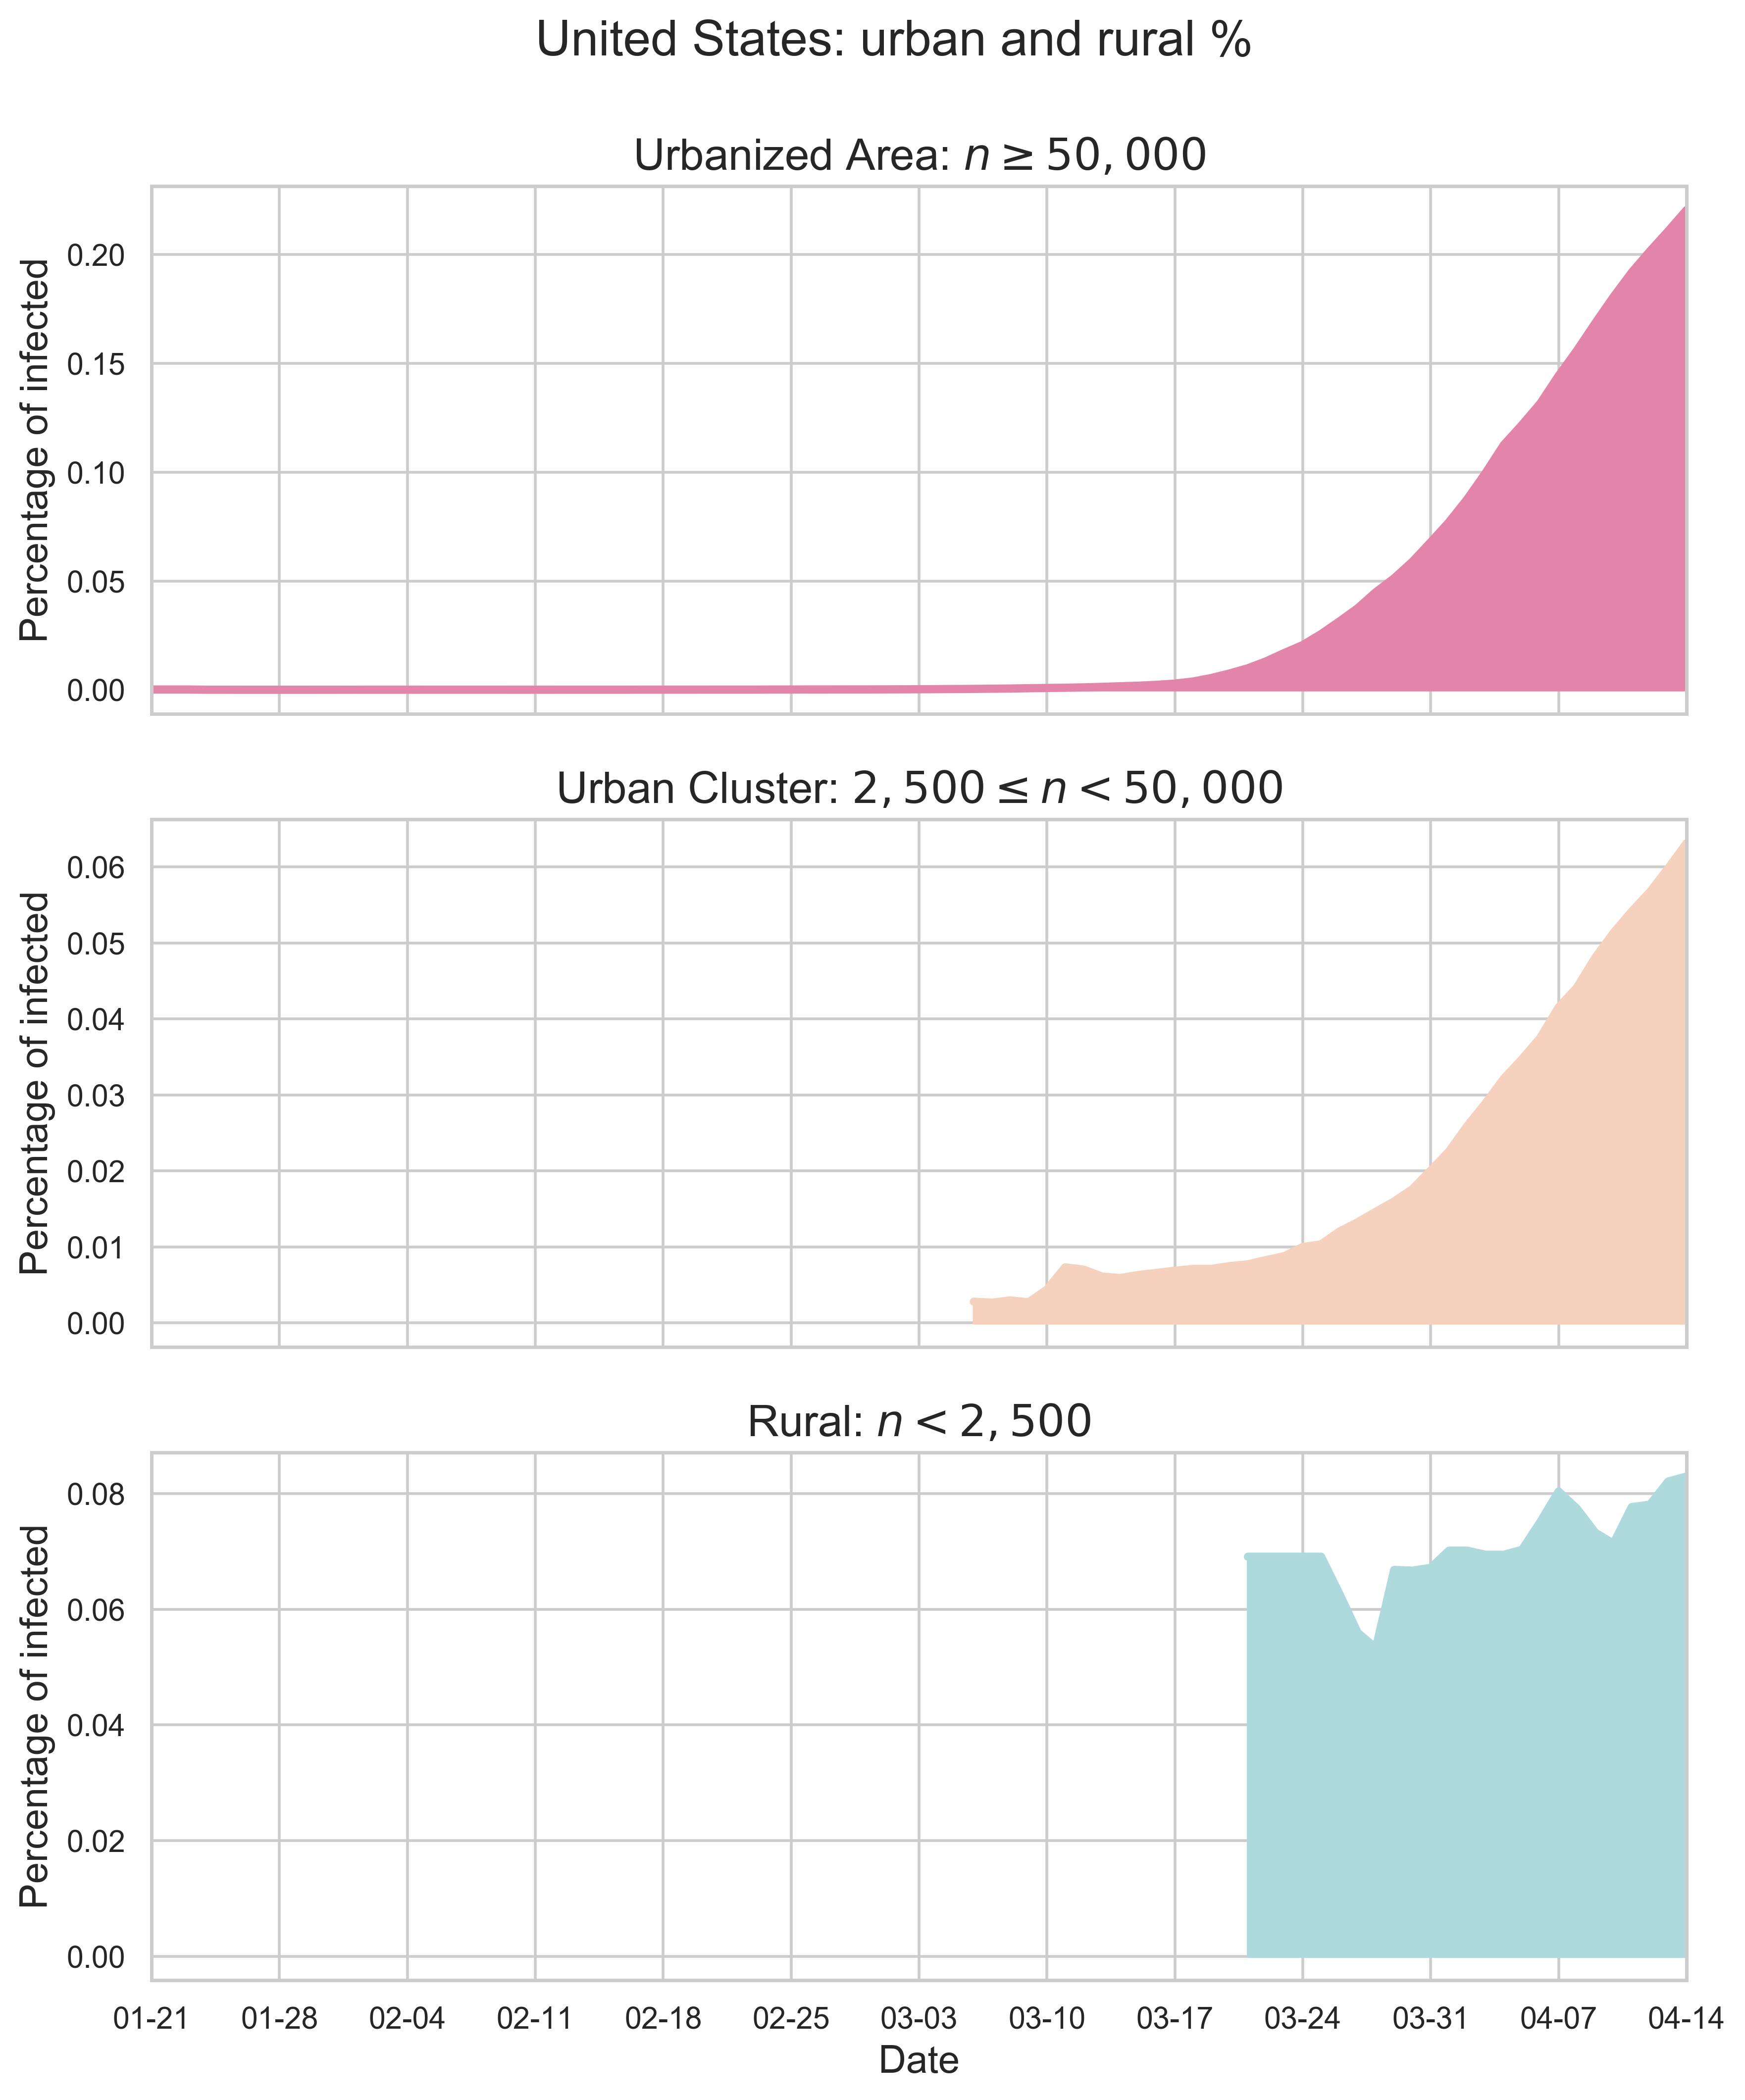 United States: urban and rural %
Urbanized Area: n ≥ 50,000
Percentage of infected
0.20
0.15
0.10
0.05
0.00
Urban Cluster: 2,500 ≤ n < 50,000
Percentage of infected
0.06
0.05
0.04
0.03
0.02
0.01
0.00
Rural: n < 2,500
Percentage of infected
0.08
0.06
0.04
0.02
0.00
01-21 01-28 02-04 02-11 02-18 02-25 03-03 03-10 03-17 03-24 03-31 04-07 04-14
Date